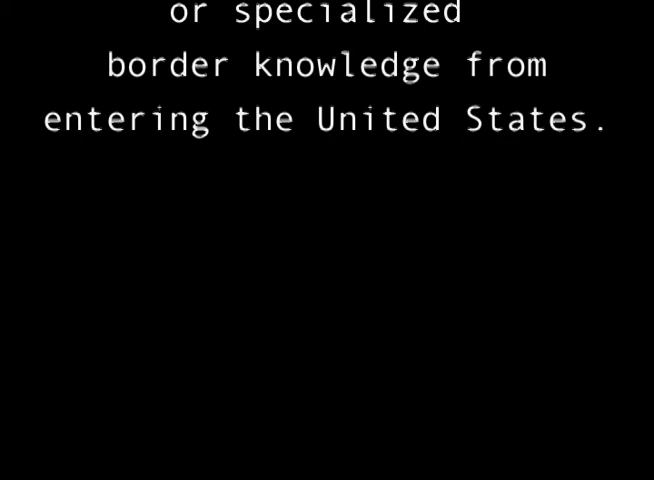 or specialized
border knowledge from
entering the United States.